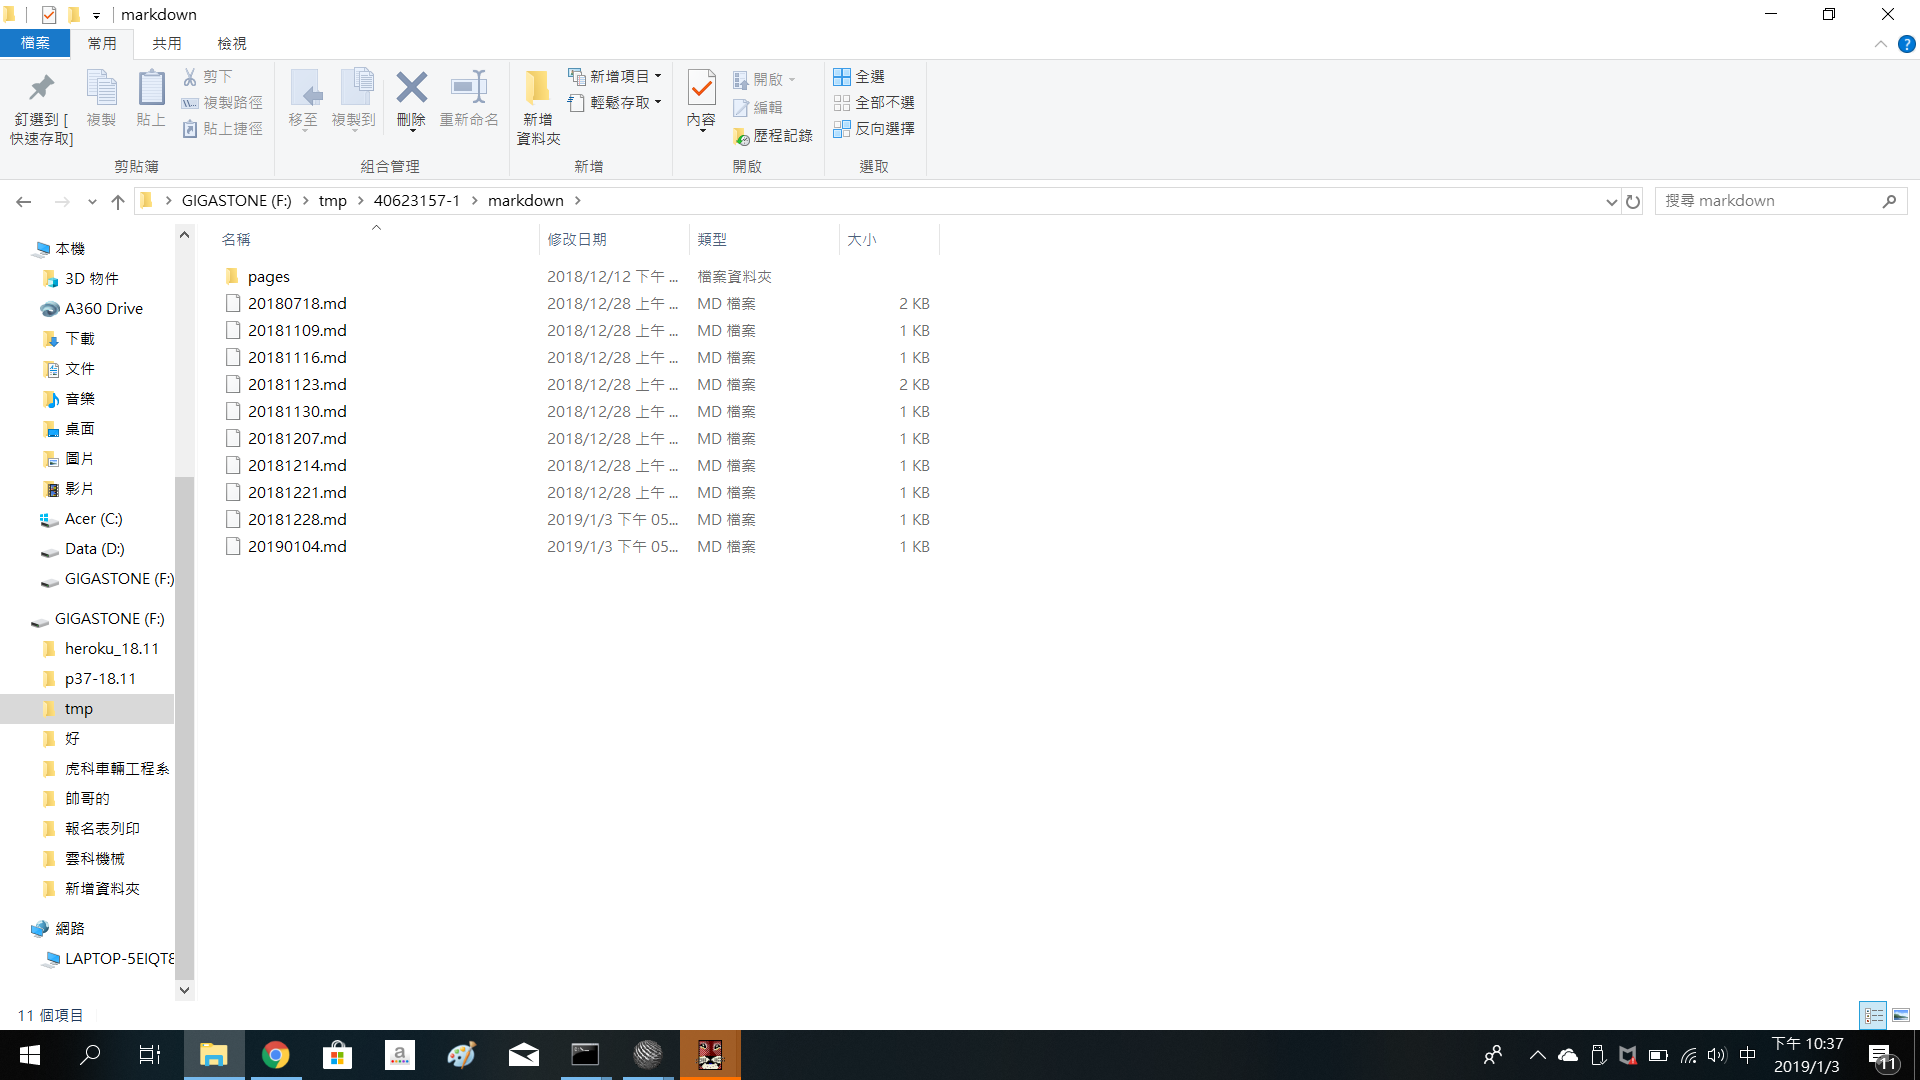 markdown
檔案 常用 共用 檢視
釘選到 [
快速存取]
複製
貼上
剪下
複製路徑
貼上捷徑
剪貼簿
移至
複製到
刪除
重新命名
組合管理
新增
資料夾
新增項目
輕鬆存取
新增
內容
開啟
編輯
歷程記錄
開啟
全選
全部不選
反向選擇
選取
GIGASTONE (F:) tmp 40623157-1 markdown
搜尋 markdown
本機
3D 物件
A360 Drive
下載
文件
音樂
桌面
圖片
影片
Acer (C:)
Data (D:)
GIGASTONE (F:)
GIGASTONE (F:)
heroku_18.11
p37-18.11
tmp
好
虎科車輛工程系
帥哥的
報名表列印
雲科機械
新增資料夾
網路
LAPTOP-5EIQT8
名稱 修改日期 類型 大小
pages 2018/12/12 下午 ... 檔案資料夾
20180718.md 2018/12/28 上午 ... MD 檔案 2 KB
20181109.md 2018/12/28 上午 ... MD 檔案 1 KB
20181116.md 2018/12/28 上午 ... MD 檔案 1 KB
20181123.md 2018/12/28 上午 ... MD 檔案 2 KB
20181130.md 2018/12/28 上午 ... MD 檔案 1 KB
20181207.md 2018/12/28 上午 ... MD 檔案 1 KB
20181214.md 2018/12/28 上午 ... MD 檔案 1 KB
20181221.md 2018/12/28 上午 ... MD 檔案 1 KB
20181228.md 2019/1/3 下午 05... MD 檔案 1 KB
20190104.md 2019/1/3 下午 05... MD 檔案 1 KB
11 個項目
中
下午 10:37
2019/1/3
11